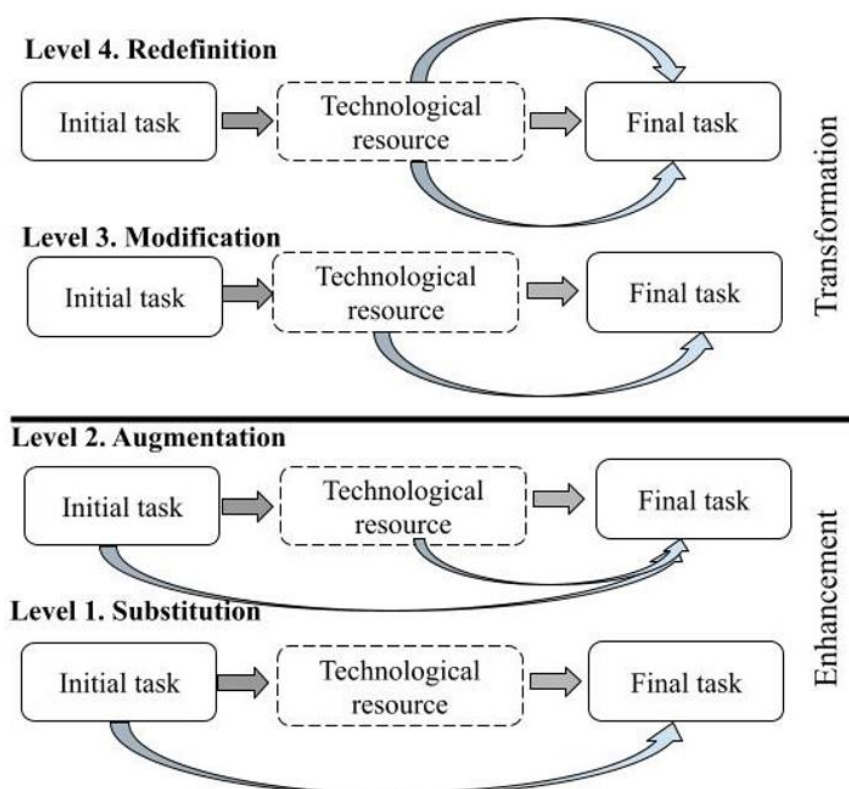 Level 4. Redefinition
Initial task
Technological
resource
Final task
Level 3. Modification
Initial task
Technological
resource
Final task
Transformation
Level 2. Augmentation
Initial task
Technological
resource
Final task
Level 1. Substitution
Initial task
Technological
resource
Final task
Enhancement